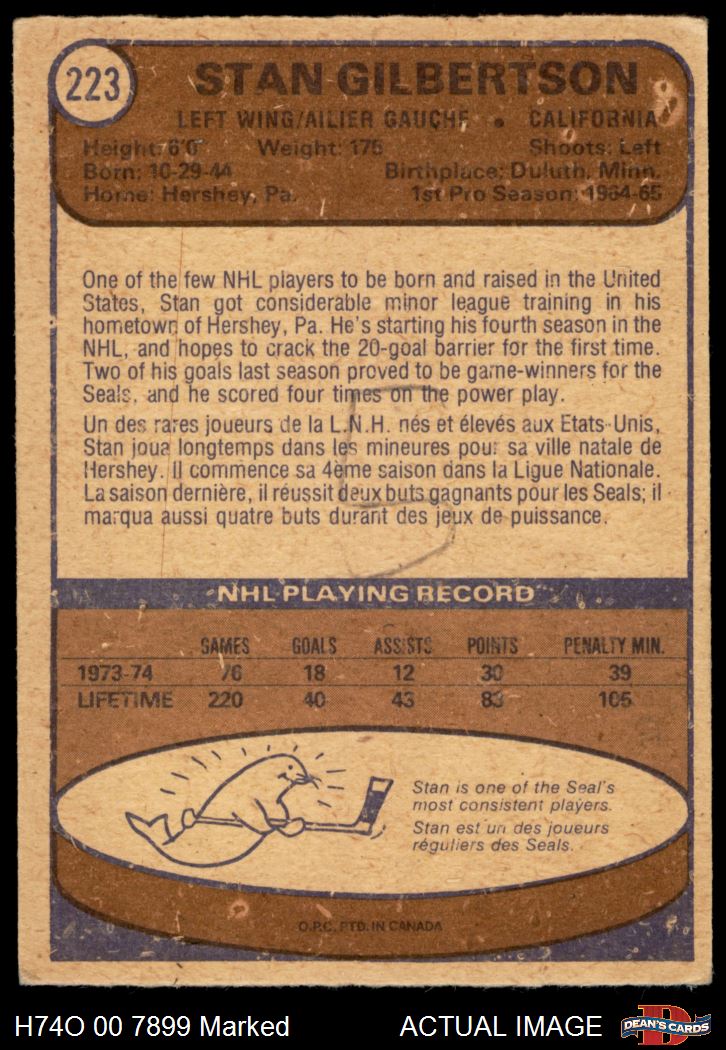 223
STAN GILBERTSON
LEFT WING/AILIER GAUCHE • CALIFORNIA
Height: 6'0" Weight: 175 Shoots: Left
Born: 10-29-44 Birthplace: Duluth, Minn.
Home: Hershey, Pa. 1st Pro Season: 1964-65
One of the few NHL players to be born and raised in the United
States, Stan got considerable minor league training in his
hometown of Hershey, Pa. He's starting his fourth season in the
NHL, and hopes to crack the 20-goal barrier for the first time.
Two of his goals last season proved to be game-winners for the
Seals, and he scored four times on the power play.
Un des rares joueurs de la L.N.H. nés et élevés aux Etats-Unis,
Stan joua longtemps dans les mineures pour sa ville natale de
Hershey. Il commence sa 4ème saison dans la Ligue Nationale.
La saison dernière, il réussit deux buts gagnants pour les Seals; il
marqua aussi quatre buts durant des jeux de puissance.
NHL PLAYING RECORD
GAMES GOALS ASSISTS POINTS PENALTY MIN.
1973-74 76 18 12 30 39
LIFETIME 220 40 43 83 105
Stan is one of the Seal's
most consistent players.
Stan est un des joueurs
réguliers des Seals.
O.P.C. PTD. IN CANADA
H74O 00 7899 Marked ACTUAL IMAGE
D
DEAN'S CARDS